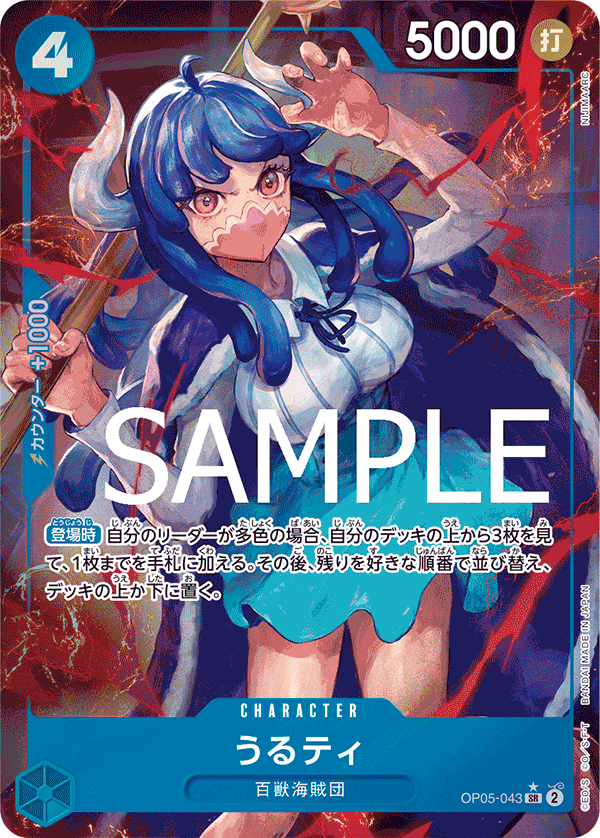 4
5000
打
NIJIMAARC
カウンター+1000
SAMPLE
登場時 自分のリーダーが多色の場合、自分のデッキの上から3枚を見
て、1枚までを手札に加える。その後、残りを好きな順番で並び替え、
デッキの上か下に置く。
CHARACTER
うるティ
百獣海賊団
OP05-043 SR 2
©E.O/S. ©O./S.・F・T BANDAI MADE IN JAPAN